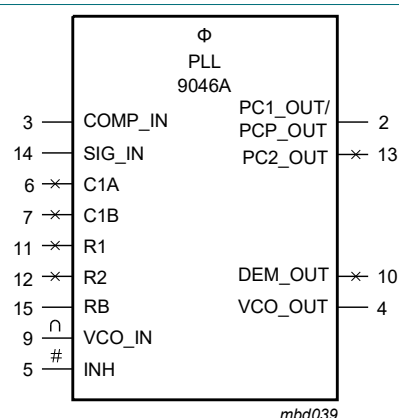 Φ
PLL
9046A
3 COMP_IN
14 SIG_IN
6 C1A
7 C1B
11 R1
12 R2
15 RB
9 ∩ VCO_IN
5 # INH
PC1_OUT/
PCP_OUT 2
PC2_OUT 13
DEM_OUT 10
VCO_OUT 4
mbd039